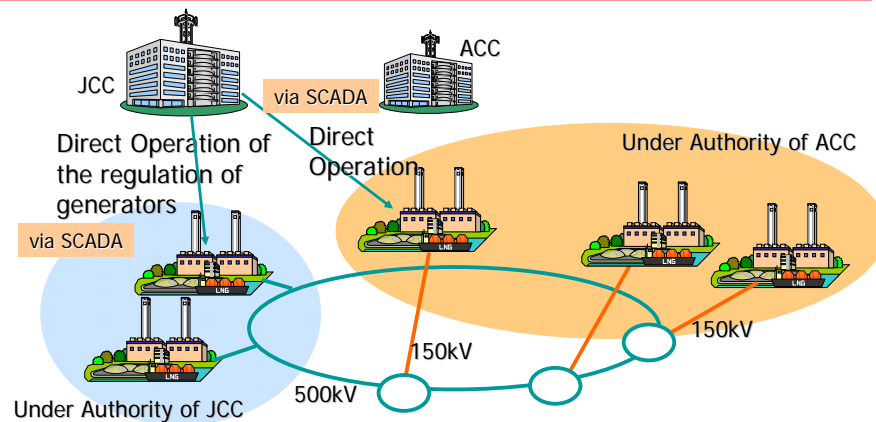 JCC
ACC
via SCADA
Direct Operation of
the regulation of
generators
Direct
Operation
Under Authority of ACC
via SCADA
LNG
LNG
LNG
LNG
LNG
150kV
150kV
500kV
Under Authority of JCC